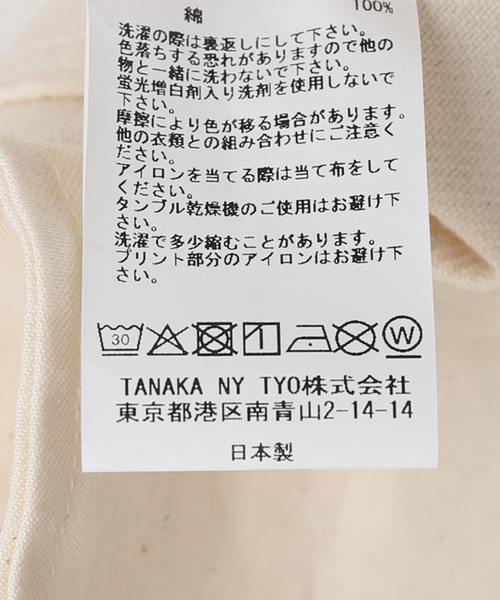 綿 100%
洗濯の際は裏返しにして下さい。
色落ちする恐れがありますので他の
物と一緒に洗わないで下さい。
蛍光増白剤入り洗剤を使用しないで
下さい。
摩擦により色が移る場合があります。
他の衣類との組み合わせにご注意く
ださい。
アイロンを当てる際は当て布をして
ください。
タンブル乾燥機のご使用はお避け下
さい。
洗濯で多少縮むことがあります。
プリント部分のアイロンはお避け下
さい。
30 W
TANAKA NY TYO株式会社
東京都港区南青山2-14-14
日本製